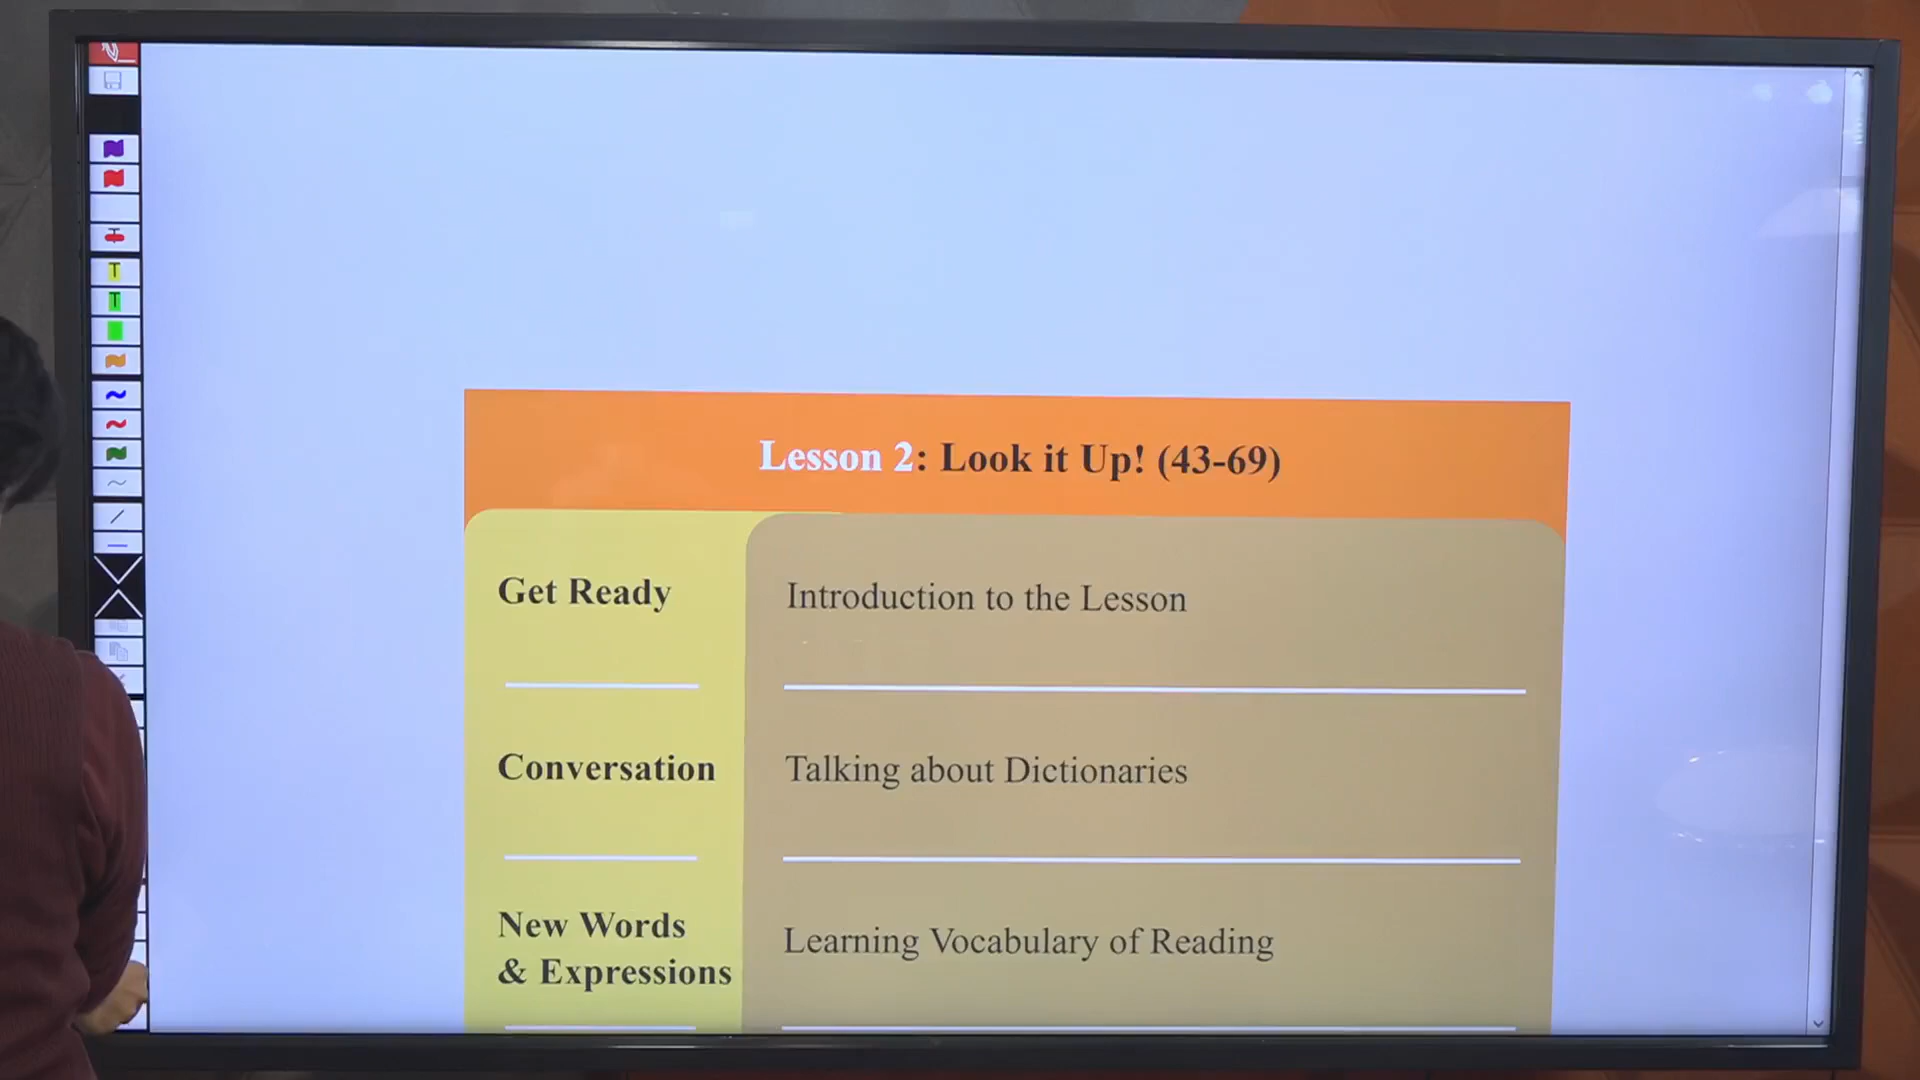 Lesson 2: Look it Up! (43-69)
Get Ready
Introduction to the Lesson
Conversation
Talking about Dictionaries
New Words
& Expressions
Learning Vocabulary of Reading
T
T